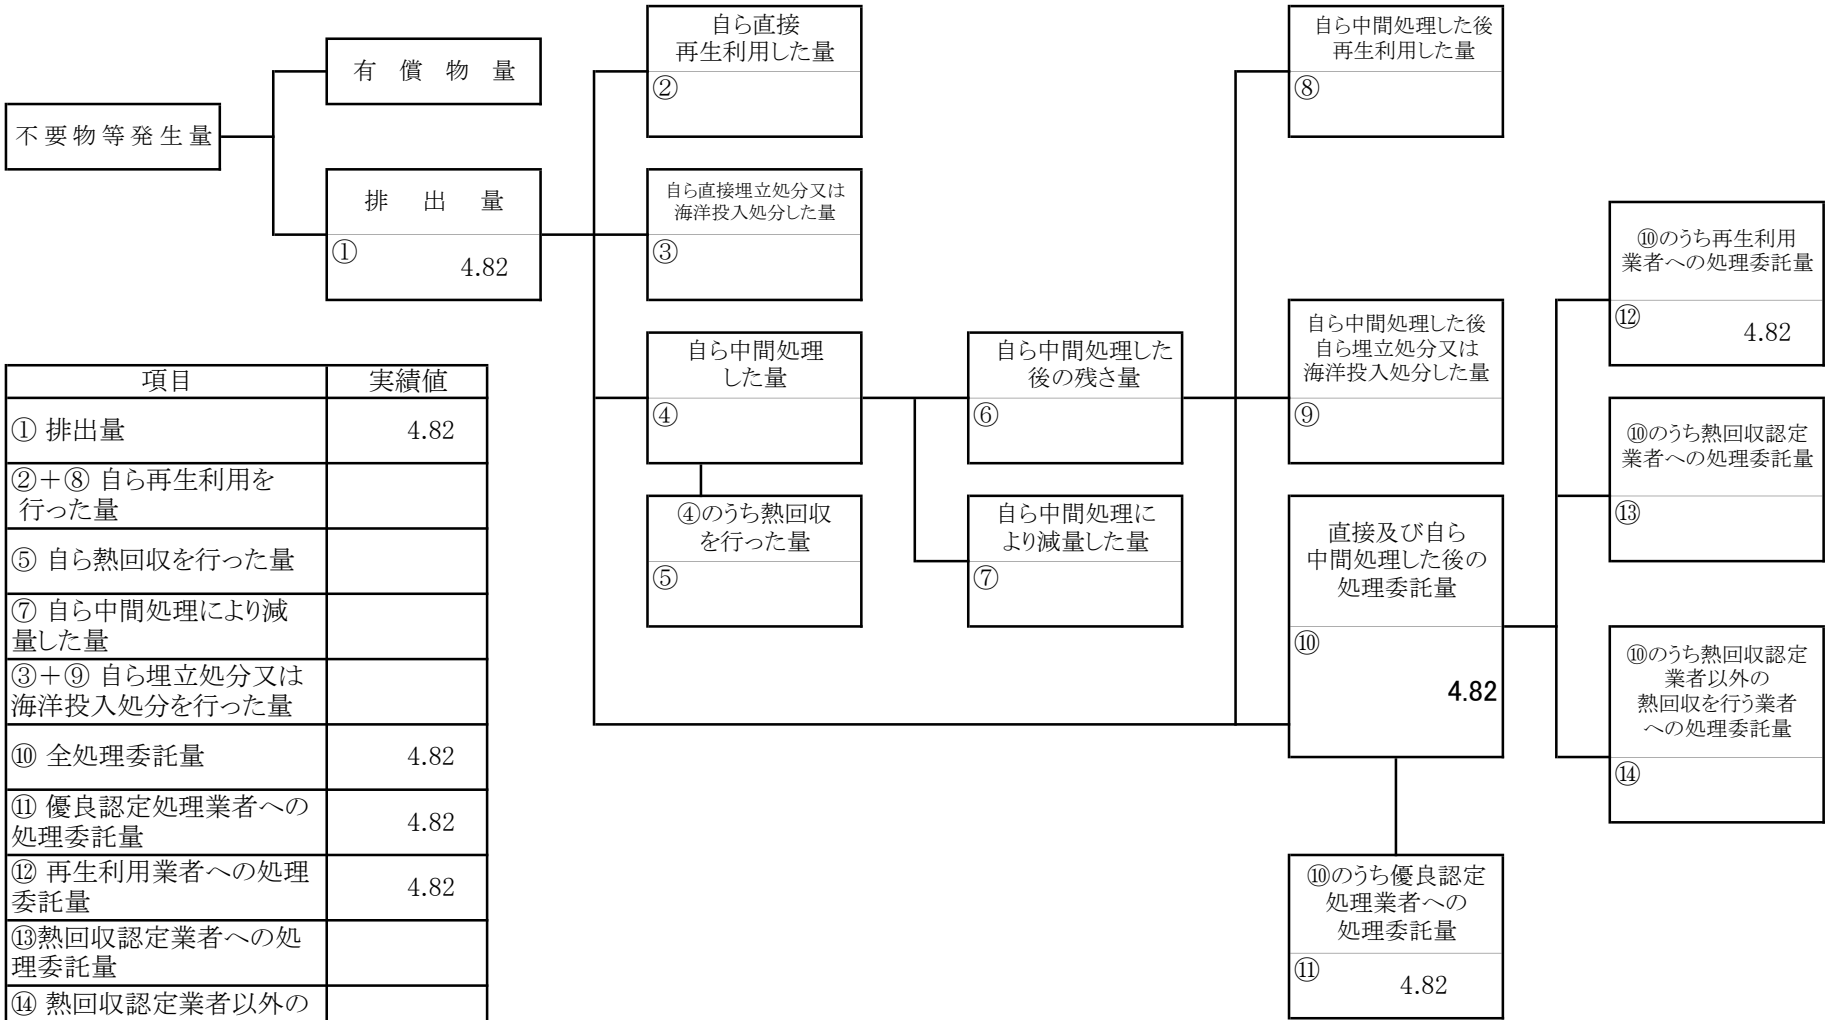 不要物等発生量
有償物量
排出量
①
4.82
自ら直接
再生利用した量
②
自ら直接埋立処分又は
海洋投入処分した量
③
自ら中間処理
した量
④
④のうち熱回収
を行った量
⑤
自ら中間処理した
後の残さ量
⑥
自ら中間処理に
より減量した量
⑦
自ら中間処理した後
再生利用した量
⑧
自ら中間処理した後
自ら埋立処分又は
海洋投入処分した量
⑨
直接及び自ら
中間処理した後の
処理委託量
⑩
4.82
⑩のうち優良認定
処理業者への
処理委託量
⑪
4.82
⑩のうち再生利用
業者への処理委託量
⑫
4.82
⑩のうち熱回収認定
業者への処理委託量
⑬
⑩のうち熱回収認定
業者以外の
熱回収を行う業者
への処理委託量
⑭
項目 実績値
① 排出量 4.82
②+⑧ 自ら再生利用を
行った量
⑤ 自ら熱回収を行った量
⑦ 自ら中間処理により減
量した量
③+⑨ 自ら埋立処分又は
海洋投入処分を行った量
⑩ 全処理委託量 4.82
⑪ 優良認定処理業者への
処理委託量 4.82
⑫ 再生利用業者への処理
委託量 4.82
⑬熱回収認定業者への処
理委託量
⑭ 熱回収認定業者以外の